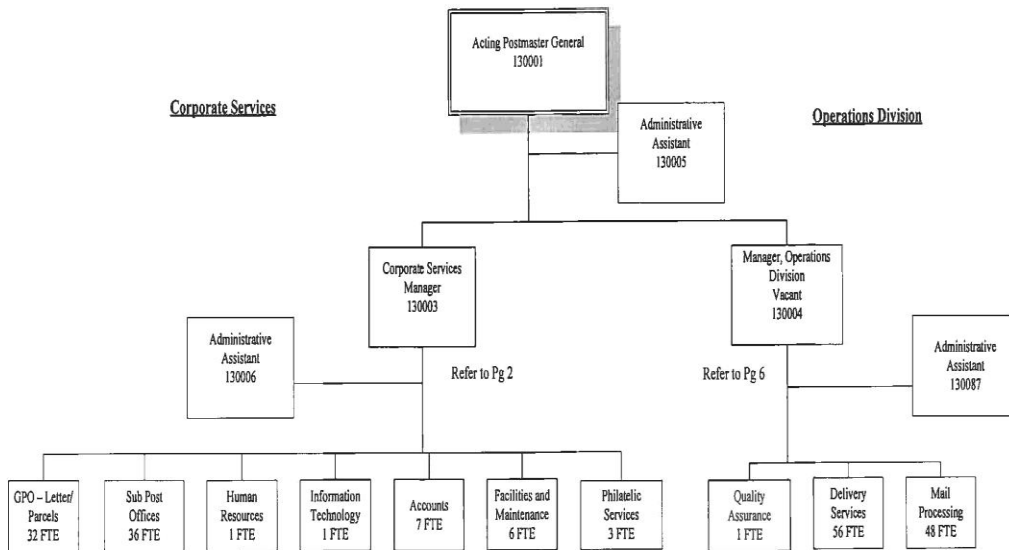 Acting Postmaster General
130001
Corporate Services
Operations Division
Administrative
Assistant
130005
Corporate Services
Manager
130003
Manager, Operations
Division
Vacant
130004
Administrative
Assistant
130006
Refer to Pg 2
Refer to Pg 6
Administrative
Assistant
130087
GPO – Letter/
Parcels
32 FTE
Sub Post
Offices
36 FTE
Human
Resources
1 FTE
Information
Technology
1 FTE
Accounts
7 FTE
Facilities and
Maintenance
6 FTE
Philatelic
Services
3 FTE
Quality
Assurance
1 FTE
Delivery
Services
56 FTE
Mail
Processing
48 FTE